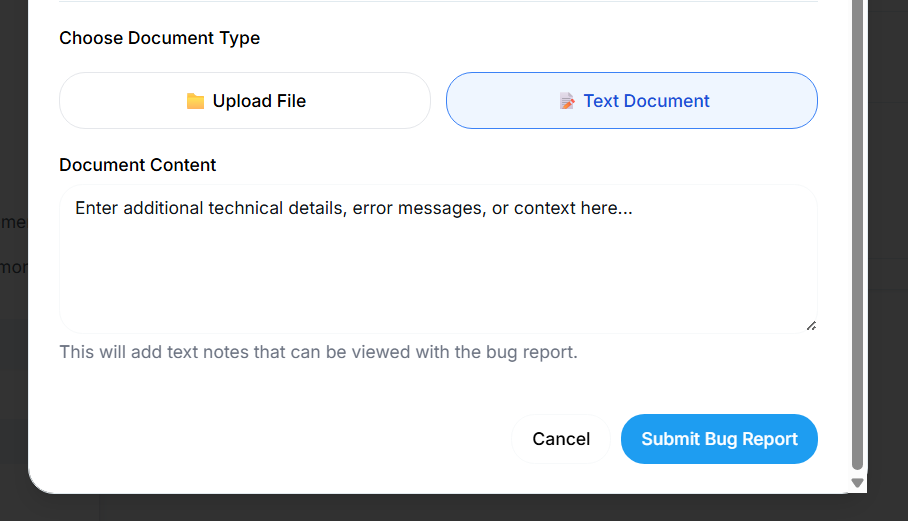 Choose Document Type
Upload File
Text Document
Document Content
Enter additional technical details, error messages, or context here...
This will add text notes that can be viewed with the bug report.
Cancel
Submit Bug Report